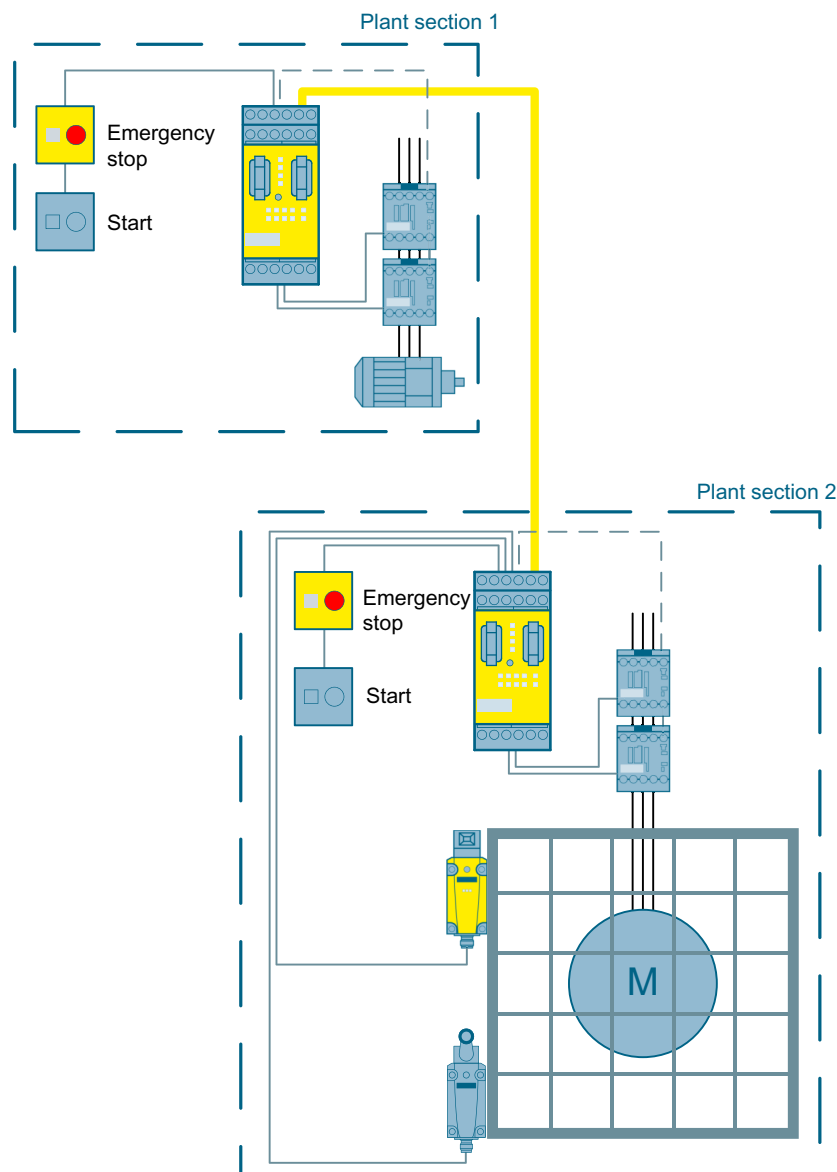 Plant section 1
Emergency
stop
Start
Plant section 2
Emergency
stop
Start
M